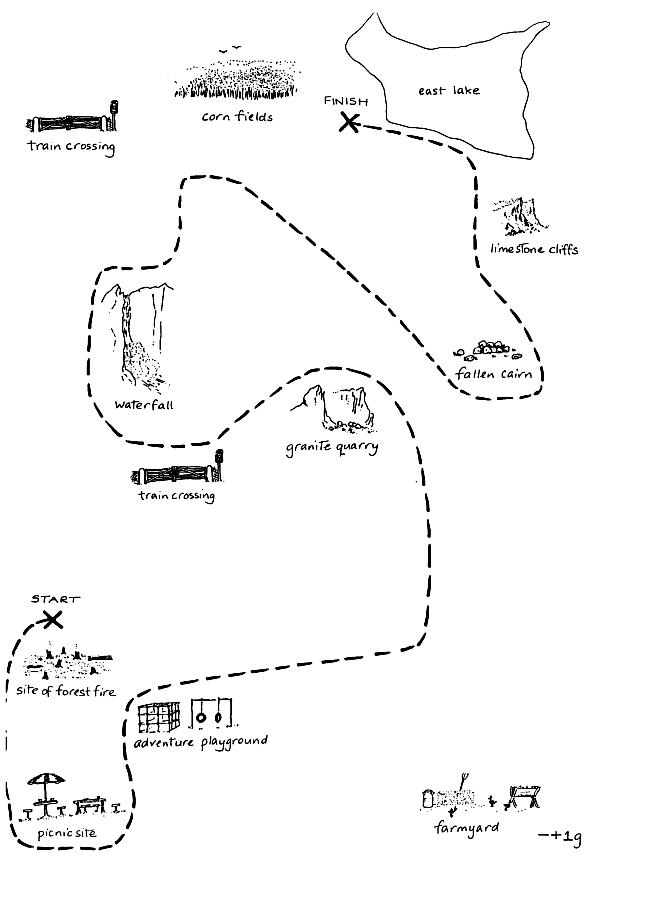 east lake
FINISH
corn fields
train crossing
limestone cliffs
fallen cairn
waterfall
granite quarry
train crossing
START
site of forest fire
adventure playground
picnic site
farmyard
–+1g